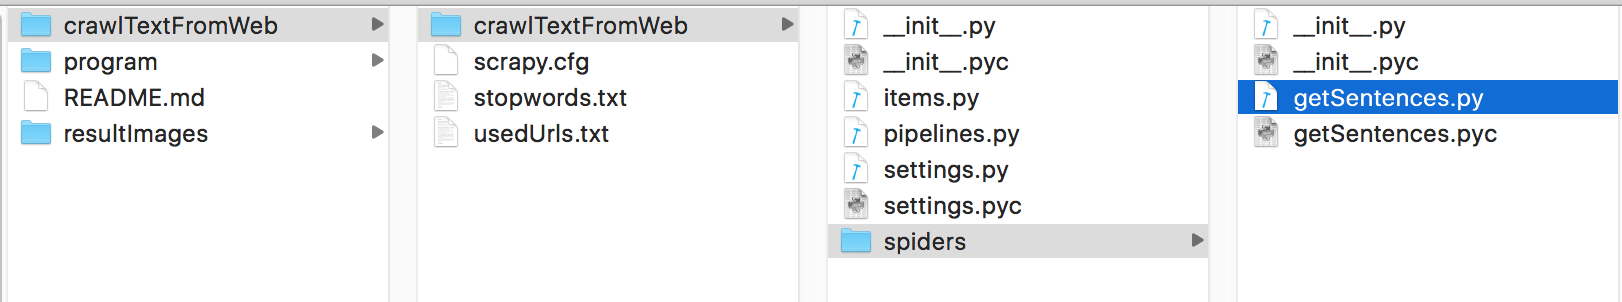 crawlTextFromWeb
program
README.md
resultImages
crawlTextFromWeb
scrapy.cfg
stopwords.txt
usedUrls.txt
__init__.py
__init__.pyc
items.py
pipelines.py
settings.py
settings.pyc
spiders
__init__.py
__init__.pyc
getSentences.py
getSentences.pyc